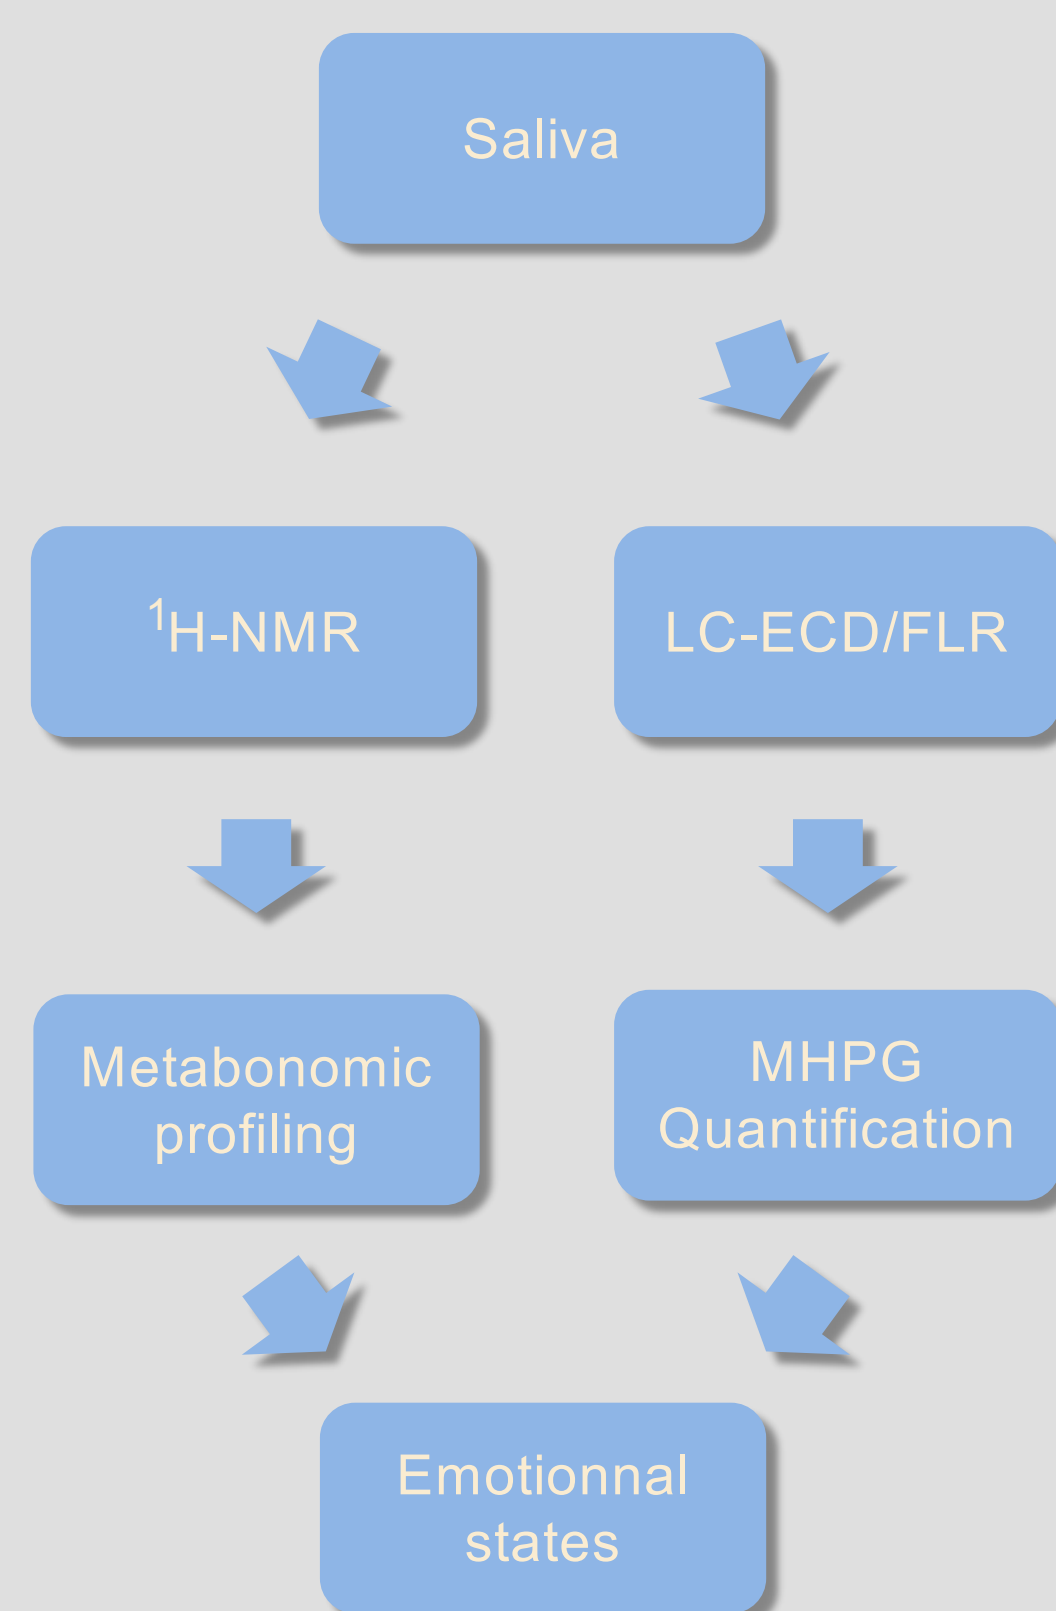 Saliva
¹H-NMR
LC-ECD/FLR
Metabonomic
profiling
MHPG
Quantification
Emotionnal
states